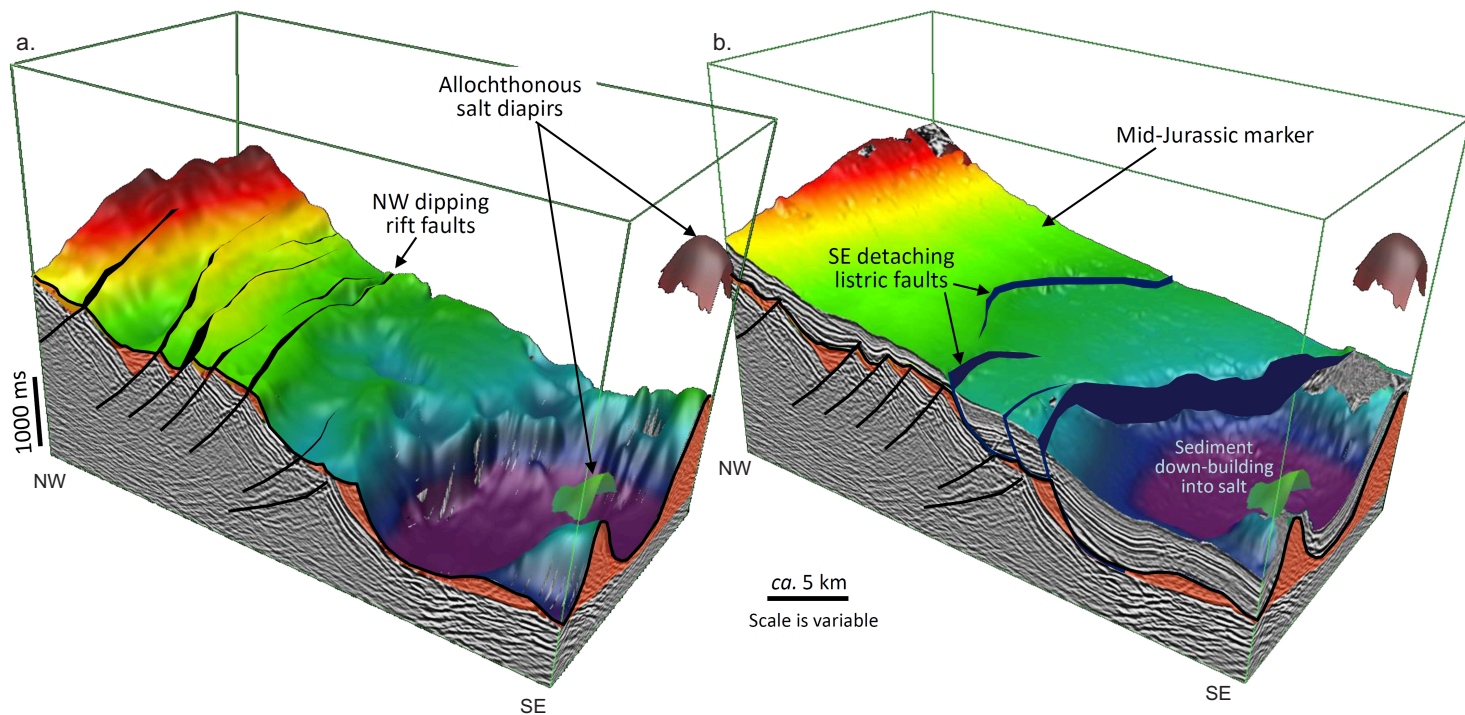 a.
Allochthonous
salt diapirs
NW dipping
rift faults
1000 ms
NW
SE
b.
Mid-Jurassic marker
SE detaching
listric faults
Sediment
down-building
into salt
ca. 5 km
Scale is variable
NW
SE